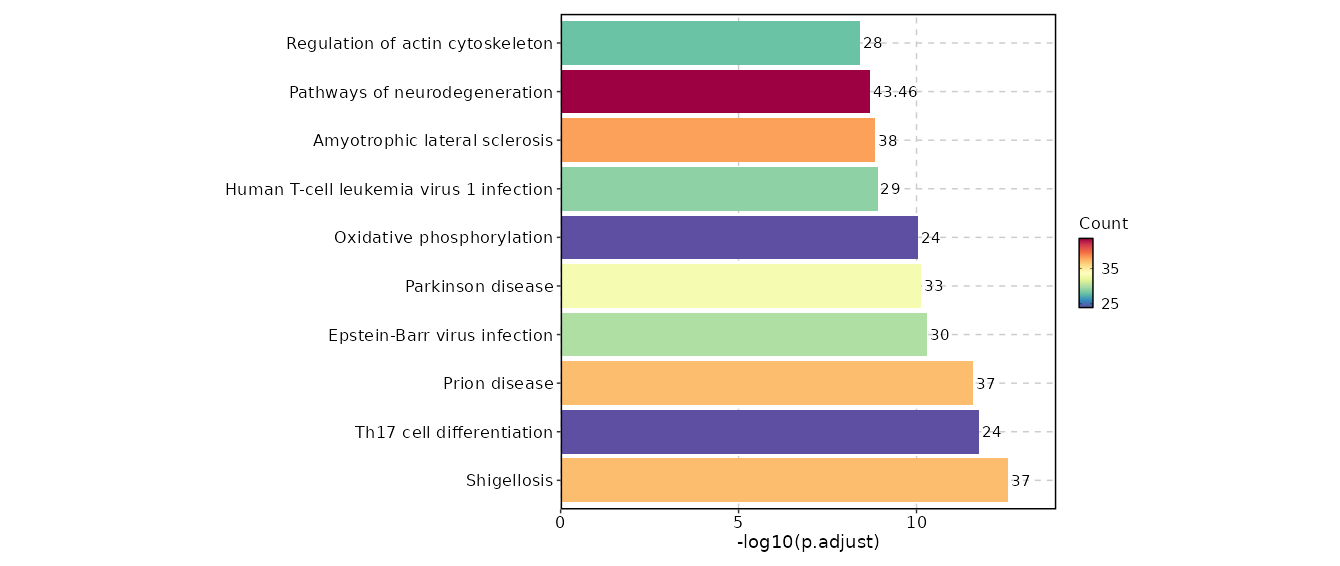 Regulation of actin cytoskeleton 28
Pathways of neurodegeneration 43.46
Amyotrophic lateral sclerosis 38
Human T-cell leukemia virus 1 infection 29
Oxidative phosphorylation 24
Parkinson disease 33
Epstein-Barr virus infection 30
Prion disease 37
Th17 cell differentiation 24
Shigellosis 37
0 5 10
-log10(p.adjust)
Count
35
25